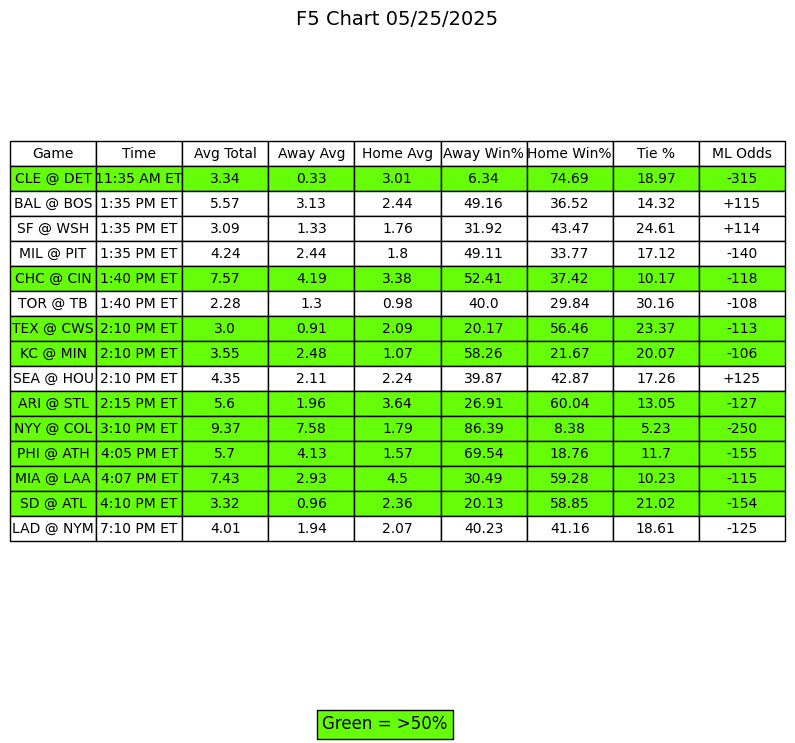 F5 Chart 05/25/2025
Game Time Avg Total Away Avg Home Avg Away Win% Home Win% Tie % ML Odds
CLE @ DET 11:35 AM ET 3.34 0.33 3.01 6.34 74.69 18.97 -315
BAL @ BOS 1:35 PM ET 5.57 3.13 2.44 49.16 36.52 14.32 +115
SF @ WSH 1:35 PM ET 3.09 1.33 1.76 31.92 43.47 24.61 +114
MIL @ PIT 1:35 PM ET 4.24 2.44 1.8 49.11 33.77 17.12 -140
CHC @ CIN 1:40 PM ET 7.57 4.19 3.38 52.41 37.42 10.17 -118
TOR @ TB 1:40 PM ET 2.28 1.3 0.98 40.0 29.84 30.16 -108
TEX @ CWS 2:10 PM ET 3.0 0.91 2.09 20.17 56.46 23.37 -113
KC @ MIN 2:10 PM ET 3.55 2.48 1.07 58.26 21.67 20.07 -106
SEA @ HOU 2:10 PM ET 4.35 2.11 2.24 39.87 42.87 17.26 +125
ARI @ STL 2:15 PM ET 5.6 1.96 3.64 26.91 60.04 13.05 -127
NYY @ COL 3:10 PM ET 9.37 7.58 1.79 86.39 8.38 5.23 -250
PHI @ ATH 4:05 PM ET 5.7 4.13 1.57 69.54 18.76 11.7 -155
MIA @ LAA 4:07 PM ET 7.43 2.93 4.5 30.49 59.28 10.23 -115
SD @ ATL 4:10 PM ET 3.32 0.96 2.36 20.13 58.85 21.02 -154
LAD @ NYM 7:10 PM ET 4.01 1.94 2.07 40.23 41.16 18.61 -125
Green = >50%